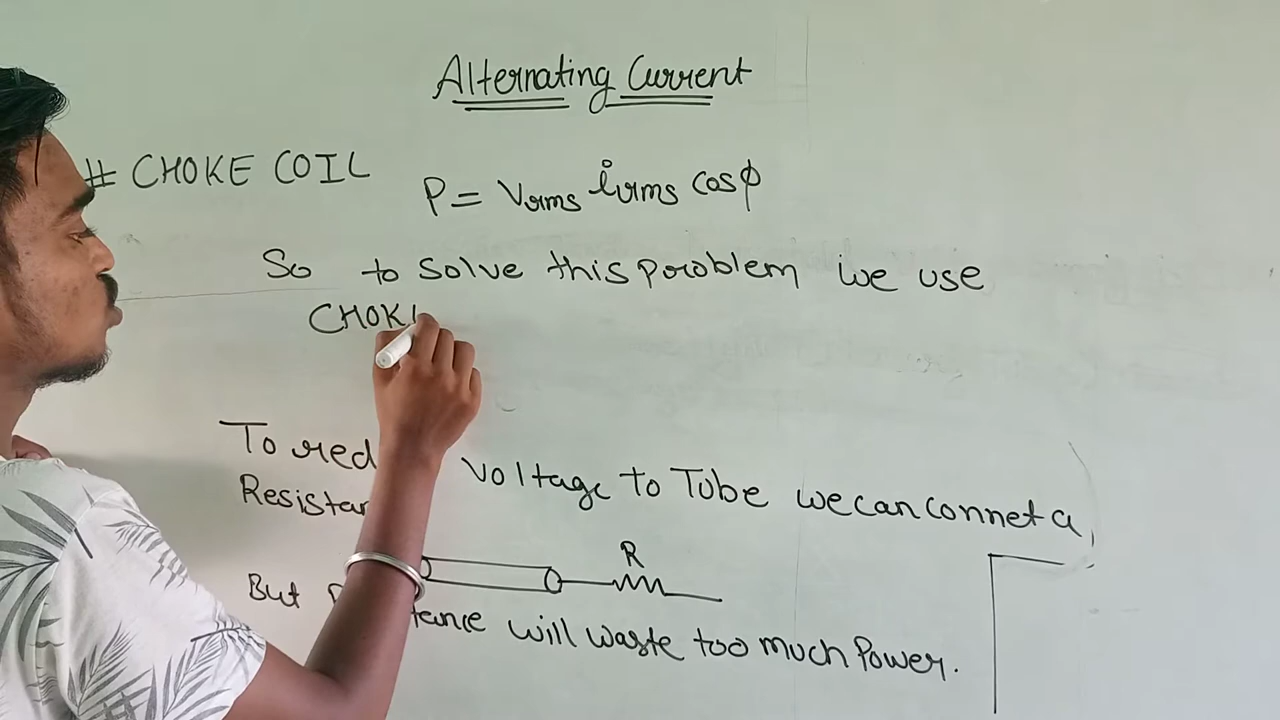 Alternating Current
# CHOKE COIL
P = Vrms irms cosϕ
So to solve this problem we use
CHOK
To red voltage to Tube we can connet a
Resistan
R
But tance will waste too much Power.